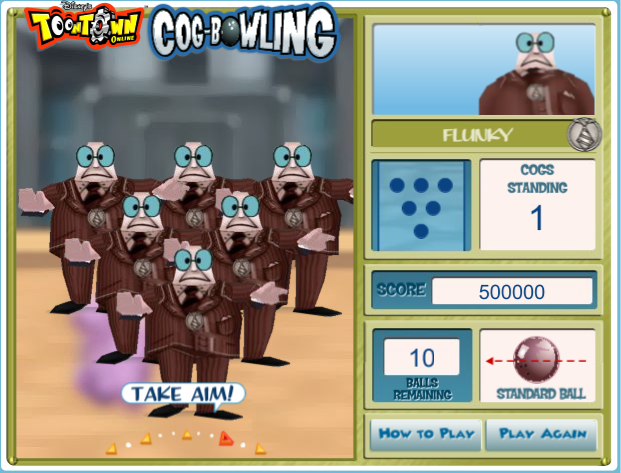 Disney's
TOONTOWN
ONLINE
COG-BOWLING
FLUNKY
COGS
STANDING
1
SCORE 500000
10
BALLS
REMAINING
STANDARD BALL
TAKE AIM!
HOW TO PLAY
PLAY AGAIN